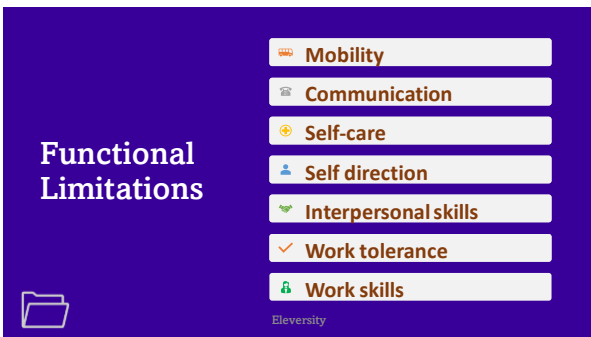 Functional
Limitations
Mobility
Communication
Self-care
Self direction
Interpersonal skills
Work tolerance
Work skills
Eleversity